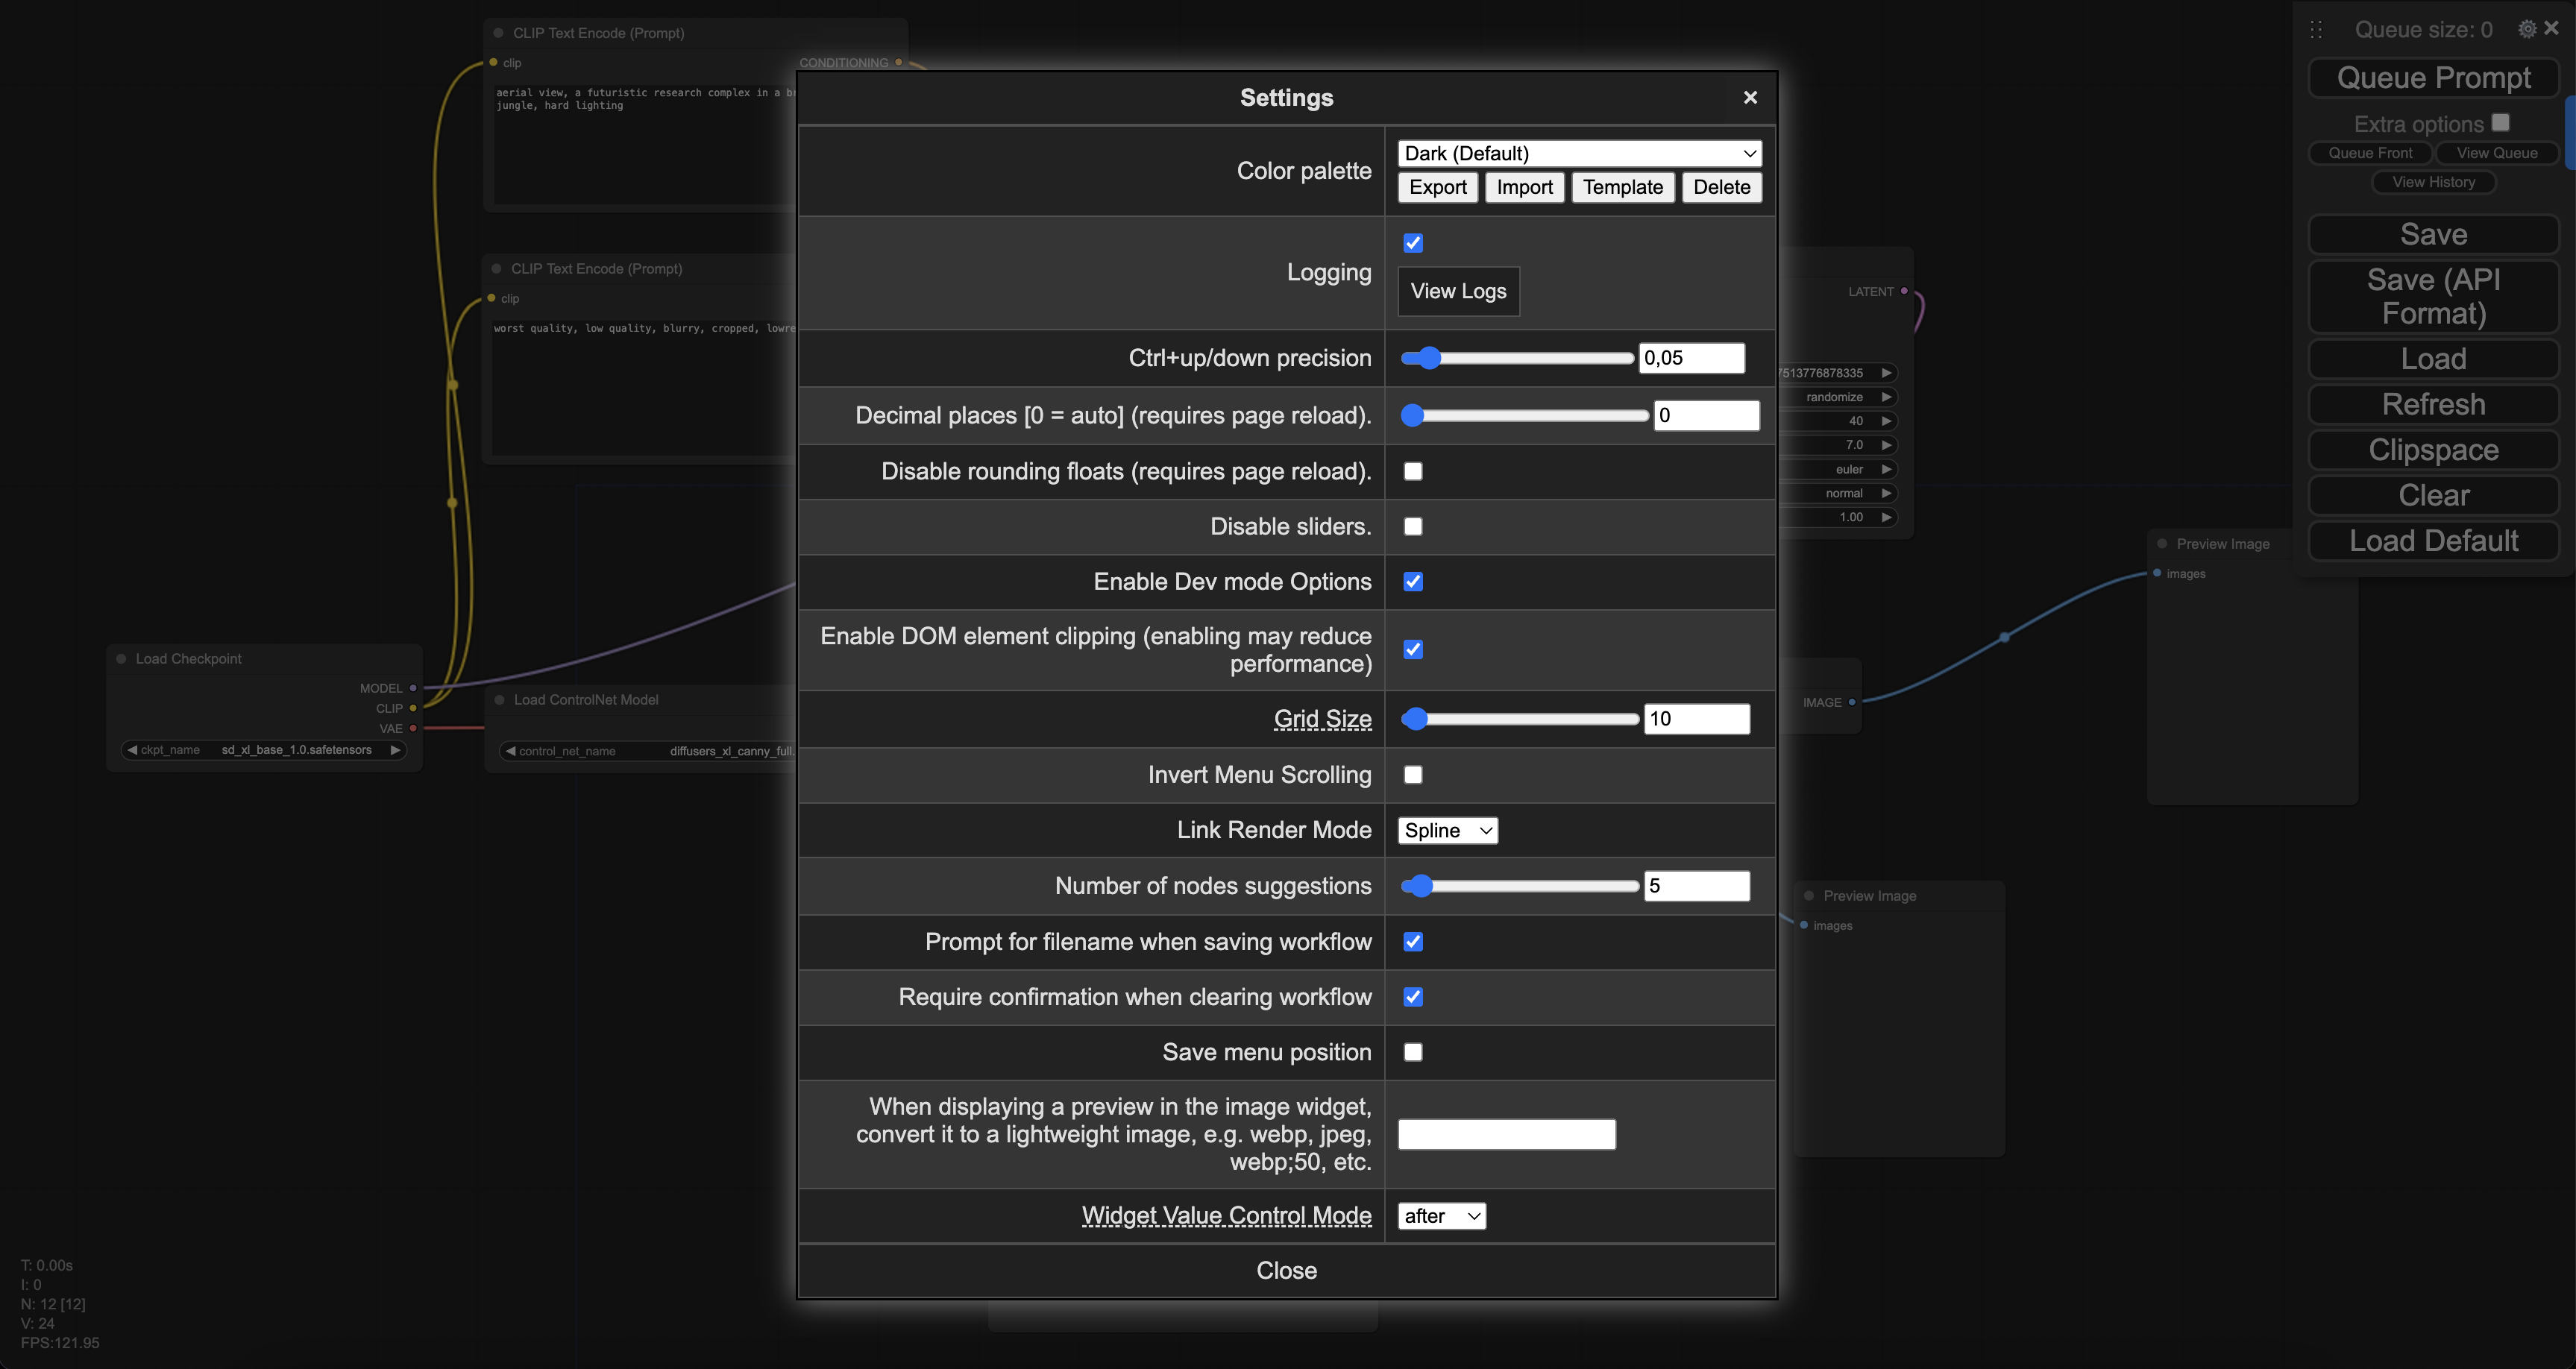 CLIP Text Encode (Prompt)
clip
CONDITIONING
aerial view, a futuristic research complex in a
jungle, hard lighting
CLIP Text Encode (Prompt)
clip
worst quality, low quality, blurry, cropped,
Load Checkpoint
MODEL
CLIP
VAE
ckpt_name sd_xl_base_1.0.safetensors
Load ControlNet Model
control_net_name diffusers_xl_canny_full.
T: 0.00s
I: 0
N: 12 [12]
V: 24
FPS:121.95
Settings
×
Color palette
Dark (Default)
Export Import Template Delete
Logging
View Logs
Ctrl+up/down precision 0,05
Decimal places [0 = auto] (requires page reload). 0
Disable rounding floats (requires page reload).
Disable sliders.
Enable Dev mode Options
Enable DOM element clipping (enabling may reduce
performance)
Grid Size 10
Invert Menu Scrolling
Link Render Mode Spline
Number of nodes suggestions 5
Prompt for filename when saving workflow
Require confirmation when clearing workflow
Save menu position
When displaying a preview in the image widget,
convert it to a lightweight image, e.g. webp, jpeg,
webp;50, etc.
Widget Value Control Mode after
Close
LATENT
7513776878335
randomize
40
7.0
euler
normal
1.00
IMAGE
Preview Image
images
Preview Image
images
Queue size: 0
Queue Prompt
Extra options
Queue Front View Queue
View History
Save
Save (API
Format)
Load
Refresh
Clipspace
Clear
Load Default